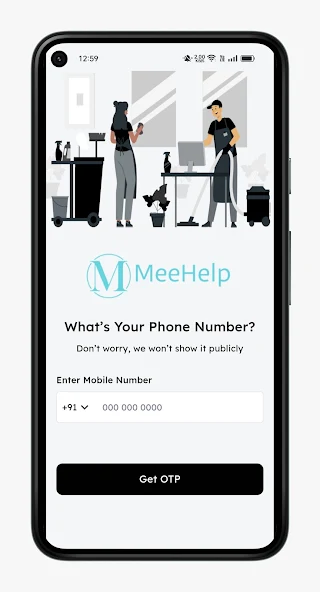 12:59
MeeHelp
What's Your Phone Number?
Don't worry, we won't show it publicly
Enter Mobile Number
+91 000 000 0000
Get OTP